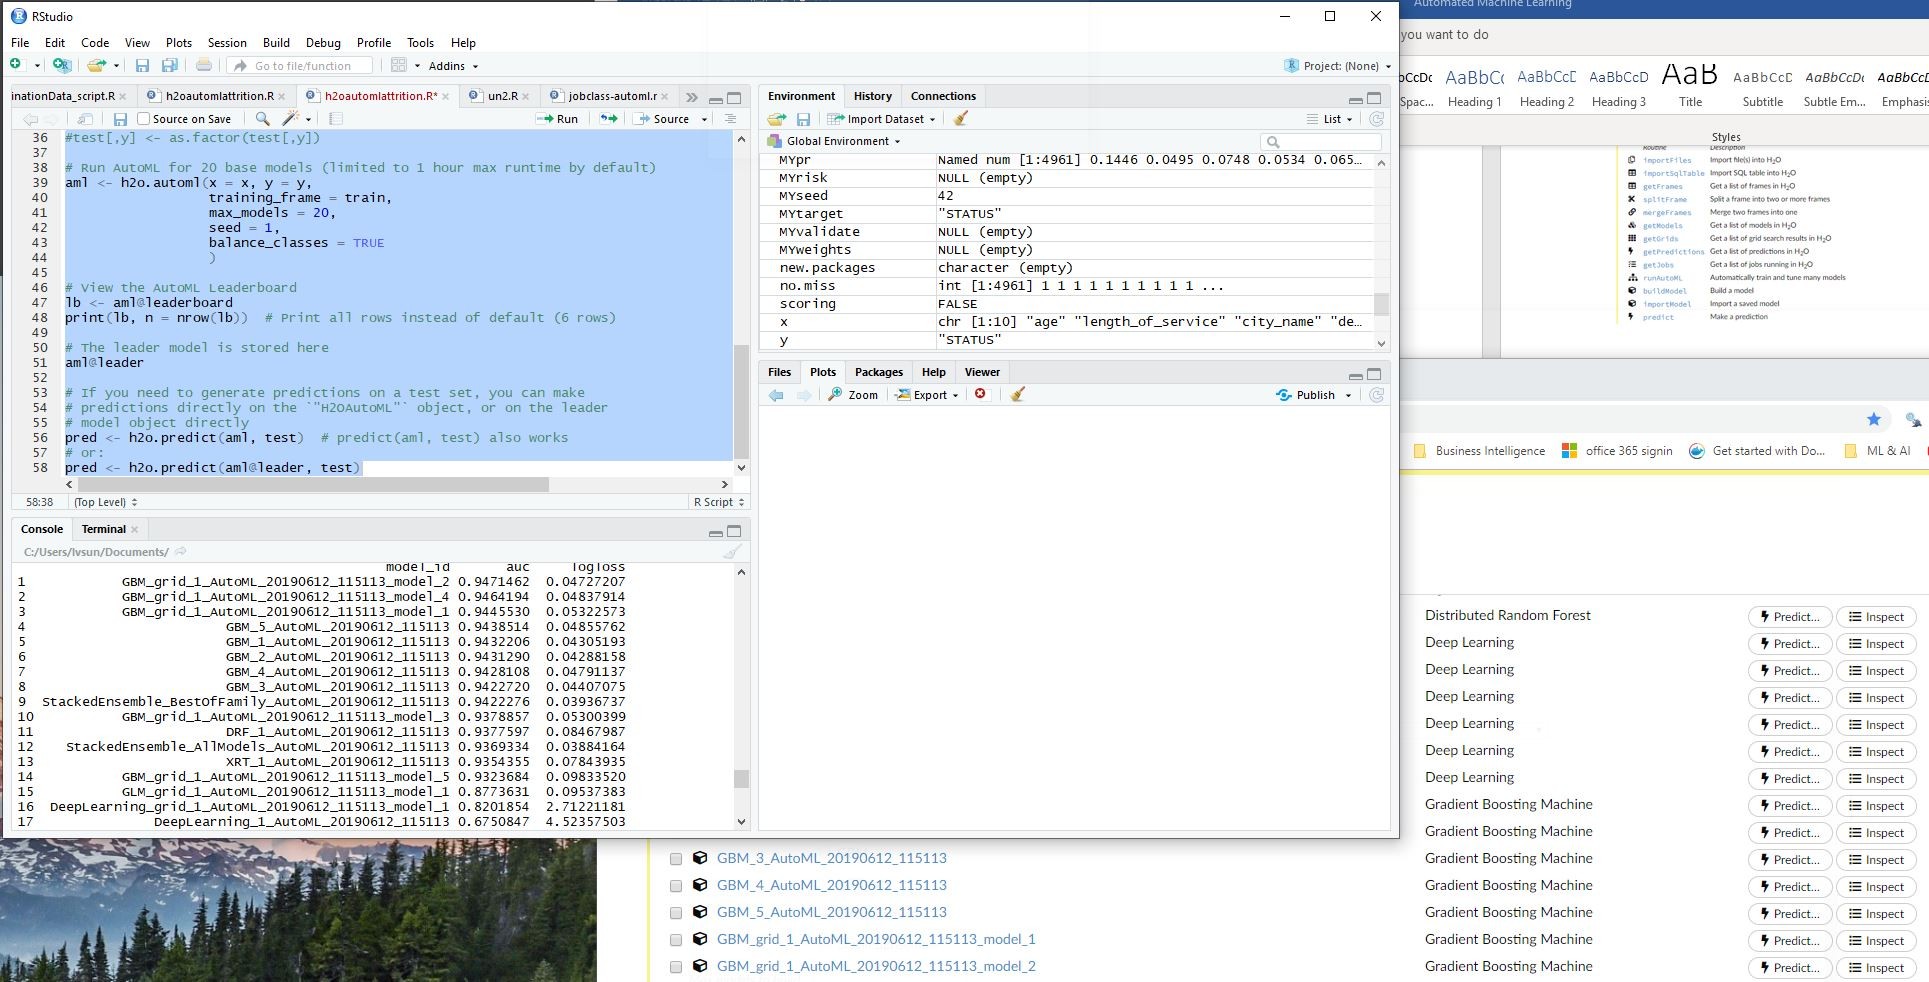 RStudio
File Edit Code View Plots Session Build Debug Profile Tools Help
Go to file/function Addins Project: (None)
inationData_script.R h2oautomlattrition.R h2oautomlattrition.R* un2.R jobclass-automl.r
Source on Save Run Source
36 #test[,y] <- as.factor(test[,y])
37
38 # Run AutoML for 20 base models (limited to 1 hour max runtime by default)
39 aml <- h2o.automl(x = x, y = y,
40 training_frame = train,
41 max_models = 20,
42 seed = 1,
43 balance_classes = TRUE
44 )
45
46 # View the AutoML Leaderboard
47 lb <- aml@leaderboard
48 print(lb, n = nrow(lb)) # Print all rows instead of default (6 rows)
49
50 # The leader model is stored here
51 aml@leader
52
53 # If you need to generate predictions on a test set, you can make
54 # predictions directly on the `"H2OAutoML"` object, or on the leader
55 # model object directly
56 pred <- h2o.predict(aml, test) # predict(aml, test) also works
57 # or:
58 pred <- h2o.predict(aml@leader, test)
58:38 (Top Level) R Script
Console Terminal
C:/Users/lvsun/Documents/
model_id auc logloss
1 GBM_grid_1_AutoML_20190612_115113_model_2 0.9471462 0.04727207
2 GBM_grid_1_AutoML_20190612_115113_model_4 0.9464194 0.04837914
3 GBM_grid_1_AutoML_20190612_115113_model_1 0.9445530 0.05322573
4 GBM_5_AutoML_20190612_115113 0.9438514 0.04855762
5 GBM_1_AutoML_20190612_115113 0.9432206 0.04305193
6 GBM_2_AutoML_20190612_115113 0.9431290 0.04288158
7 GBM_4_AutoML_20190612_115113 0.9428108 0.04791137
8 GBM_3_AutoML_20190612_115113 0.9422720 0.04407075
9 StackedEnsemble_BestOfFamily_AutoML_20190612_115113 0.9422276 0.03936737
10 GBM_grid_1_AutoML_20190612_115113_model_3 0.9378857 0.05300399
11 DRF_1_AutoML_20190612_115113 0.9377597 0.08467987
12 StackedEnsemble_AllModels_AutoML_20190612_115113 0.9369334 0.03884164
13 XRT_1_AutoML_20190612_115113 0.9354355 0.07843935
14 GBM_grid_1_AutoML_20190612_115113_model_5 0.9323684 0.09833520
15 GLM_grid_1_AutoML_20190612_115113_model_1 0.8773631 0.09537383
16 DeepLearning_grid_1_AutoML_20190612_115113_model_1 0.8201854 2.71221181
17 DeepLearning_1_AutoML_20190612_115113 0.6750847 4.52357503
Environment History Connections
Import Dataset List
Global Environment
MYpr Named num [1:4961] 0.1446 0.0495 0.0748 0.0534 0.065...
MYrisk NULL (empty)
MYseed 42
MYtarget "STATUS"
MYvalidate NULL (empty)
MYweights NULL (empty)
new.packages character (empty)
no.miss int [1:4961] 1 1 1 1 1 1 1 1 1 1 ...
scoring FALSE
x chr [1:10] "age" "length_of_service" "city_name" "de...
y "STATUS"
Files Plots Packages Help Viewer
Zoom Export Publish
Automated Machine Learning
you want to do
bCcDc AaBbC( AaBbCcE AaBbCcD AaB AaBbCcD AaBbCcDı AaBbCcD
Spac... Heading 1 Heading 2 Heading 3 Title Subtitle Subtle Em... Emphasis
Styles
Routine Description
importFiles Import file(s) into H2O
importSqlTable Import SQL table into H2O
getFrames Get a list of frames in H2O
splitFrame Split a frame into two or more frames
mergeFrames Merge two frames into one
getModels Get a list of models in H2O
getGrids Get a list of grid search results in H2O
getPredictions Get a list of predictions in H2O
getJobs Get a list of jobs running in H2O
runAutoML Automatically train and tune many models
buildModel Build a model
importModel Import a saved model
predict Make a prediction
Business Intelligence office 365 signin Get started with Do... ML & AI
Distributed Random Forest Predict... Inspect
Deep Learning Predict... Inspect
Deep Learning Predict... Inspect
Deep Learning Predict... Inspect
Deep Learning Predict... Inspect
Deep Learning Predict... Inspect
Deep Learning Predict... Inspect
Gradient Boosting Machine Predict... Inspect
Gradient Boosting Machine Predict... Inspect
GBM_3_AutoML_20190612_115113 Gradient Boosting Machine Predict... Inspect
GBM_4_AutoML_20190612_115113 Gradient Boosting Machine Predict... Inspect
GBM_5_AutoML_20190612_115113 Gradient Boosting Machine Predict... Inspect
GBM_grid_1_AutoML_20190612_115113_model_1 Gradient Boosting Machine Predict... Inspect
GBM_grid_1_AutoML_20190612_115113_model_2 Gradient Boosting Machine Predict... Inspect